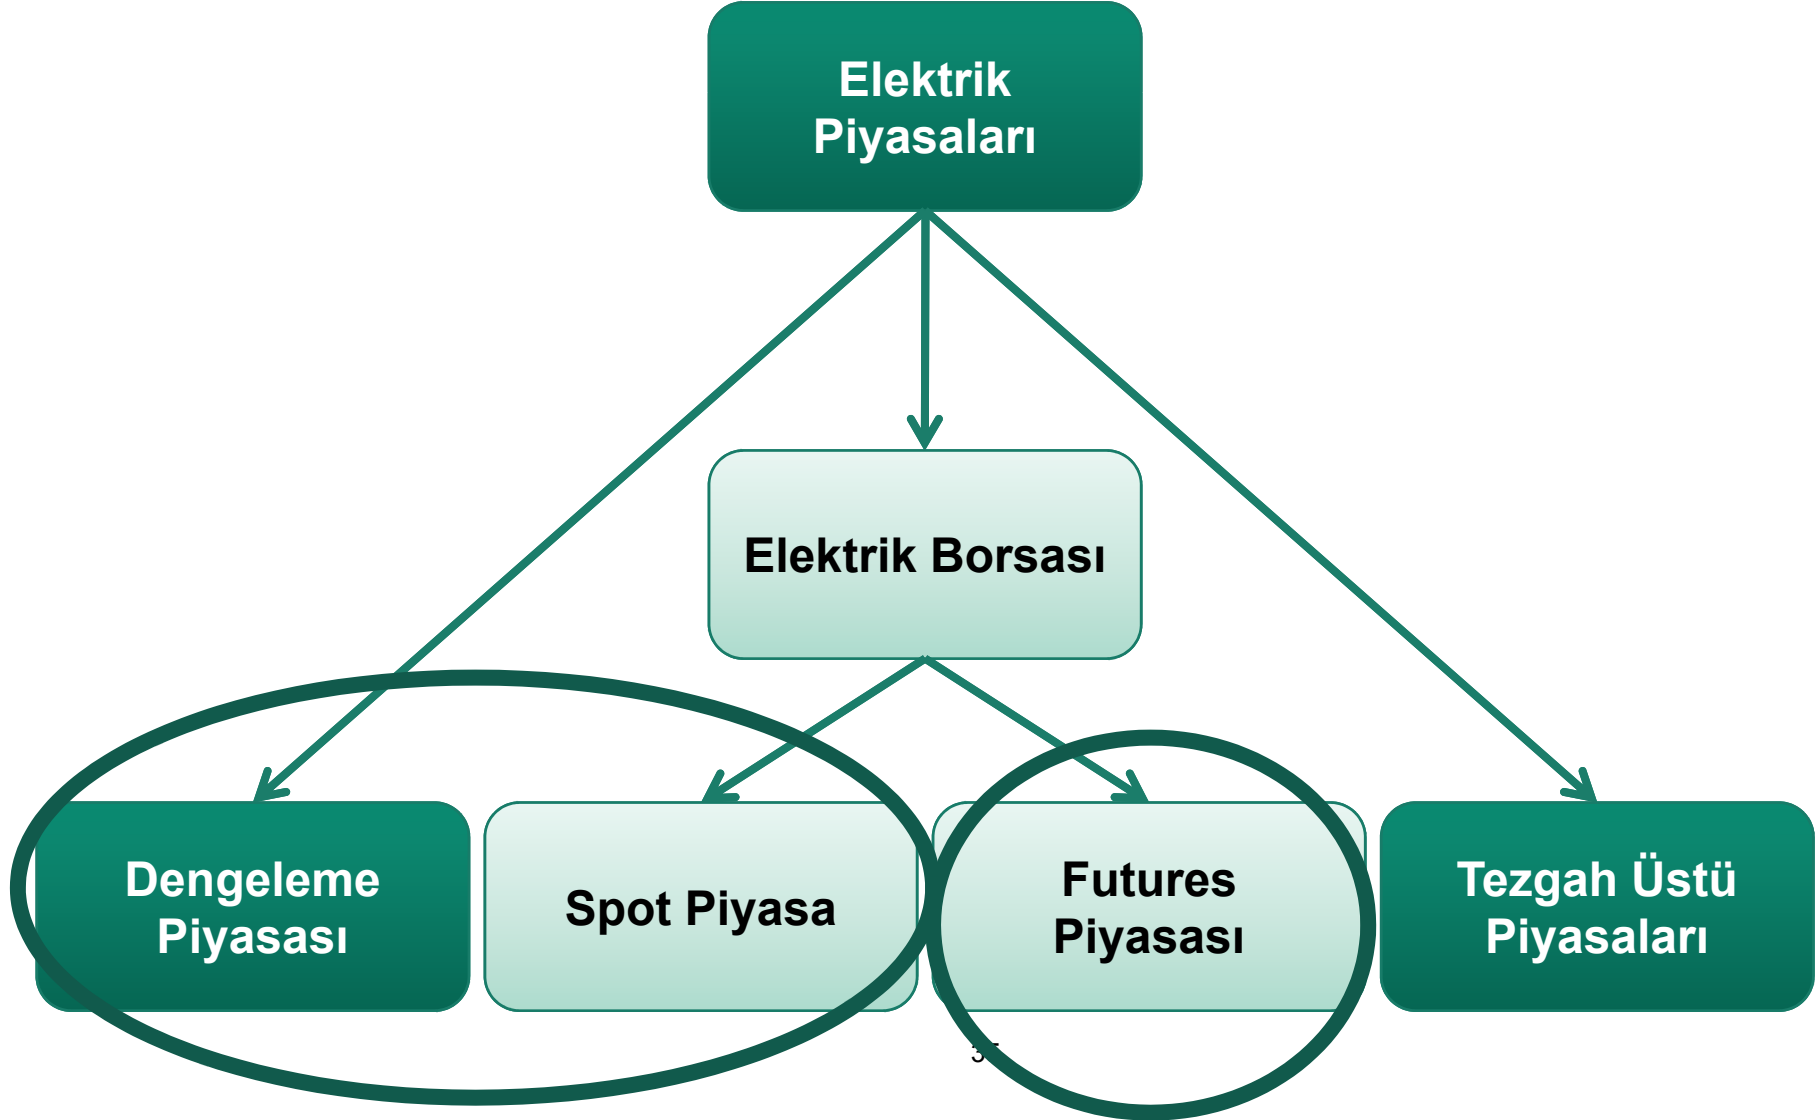 Elektrik
Piyasaları
Elektrik Borsası
Dengeleme
Piyasası
Spot Piyasa
Futures
Piyasası
Tezgah Üstü
Piyasaları